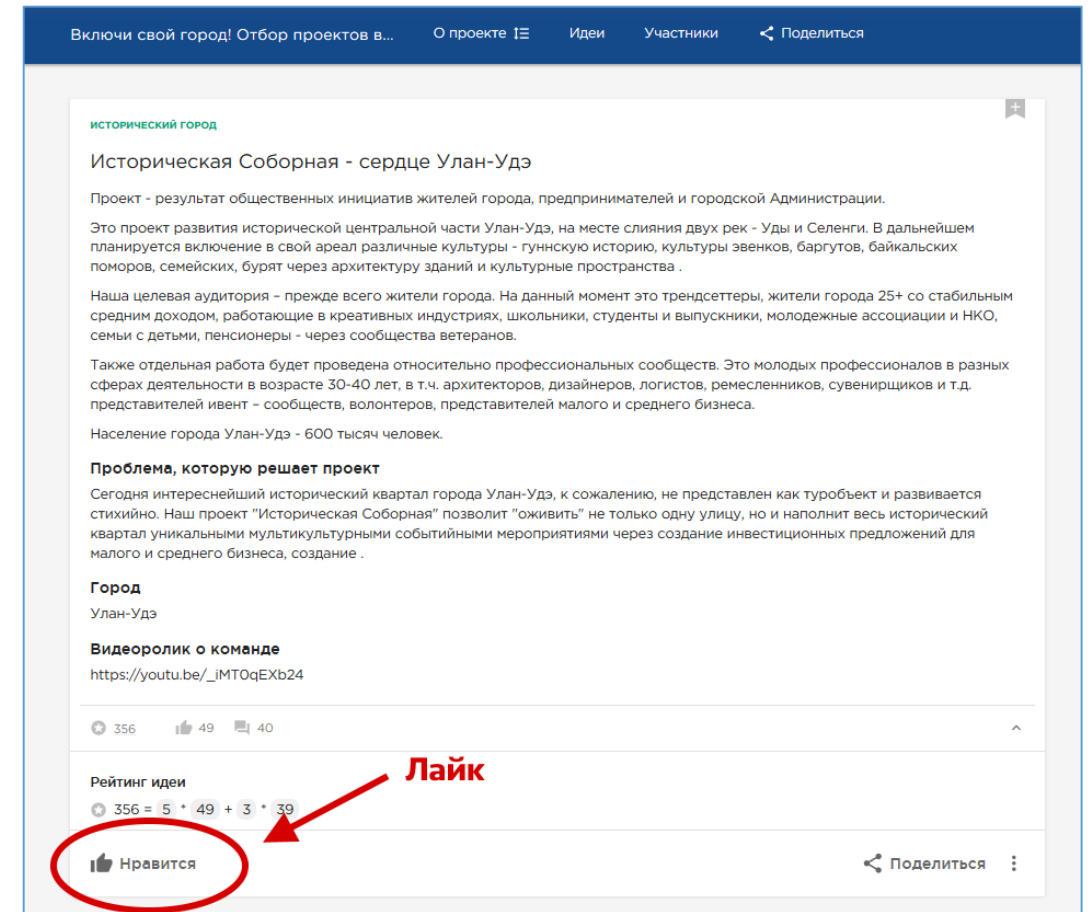 Включи свой город! Отбор проектов в... О проекте Идеи Участники Поделиться
ИСТОРИЧЕСКИЙ ГОРОД
Историческая Соборная - сердце Улан-Удэ
Проект - результат общественных инициатив жителей города, предпринимателей и городской Администрации.
Это проект развития исторической центральной части Улан-Удэ, на месте слияния двух рек - Уды и Селенги. В дальнейшем
планируется включение в свой ареал различные культуры - гуннскую историю, культуры эвенков, баргутов, байкальских
поморов, семейских, бурят через архитектуру зданий и культурные пространства .
Наша целевая аудитория – прежде всего жители города. На данный момент это трендсеттеры, жители города 25+ со стабильным
средним доходом, работающие в креативных индустриях, школьники, студенты и выпускники, молодежные ассоциации и НКО,
семьи с детьми, пенсионеры - через сообщества ветеранов.
Также отдельная работа будет проведена относительно профессиональных сообществ. Это молодых профессионалов в разных
сферах деятельности в возрасте 30-40 лет, в т.ч. архитекторов, дизайнеров, логистов, ремесленников, сувенирщиков и т.д.
представителей ивент – сообществ, волонтеров, представителей малого и среднего бизнеса.
Население города Улан-Удэ - 600 тысяч человек.
Проблема, которую решает проект
Сегодня интереснейший исторический квартал города Улан-Удэ, к сожалению, не представлен как туробъект и развивается
стихийно. Наш проект "Историческая Соборная" позволит "оживить" не только одну улицу, но и наполнит весь исторический
квартал уникальными мультикультурными событийными мероприятиями через создание инвестиционных предложений для
малого и среднего бизнеса, создание .
Город
Улан-Удэ
Видеоролик о команде
https://youtu.be/_iMT0qEXb24
356 49 40
Лайк
Рейтинг идеи
356 = 5 * 49 + 3 * 39
Нравится Поделиться